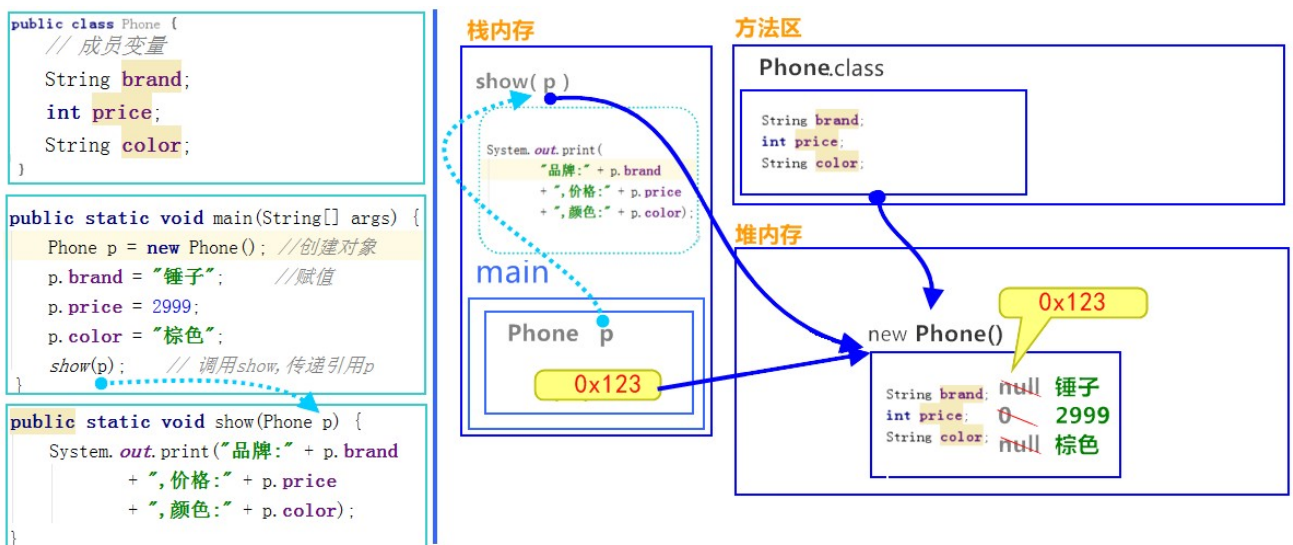 public class Phone {
// 成员变量
String brand;
int price;
String color;
}
public static void main(String[] args) {
Phone p = new Phone(); //创建对象
p.brand = "锤子"; //赋值
p.price = 2999;
p.color = "棕色";
show(p); // 调用show,传递引用p
}
public static void show(Phone p) {
System.out.print("品牌:" + p.brand
+ ",价格:" + p.price
+ ",颜色:" + p.color);
}
栈内存
show( p )
System.out.print(
"品牌:" + p.brand
+ ",价格:" + p.price
+ ",颜色:" + p.color);
main
Phone p
0x123
方法区
Phone.class
String brand;
int price;
String color;
堆内存
0x123
new Phone()
String brand; null 锤子
int price; 0 2999
String color; null 棕色